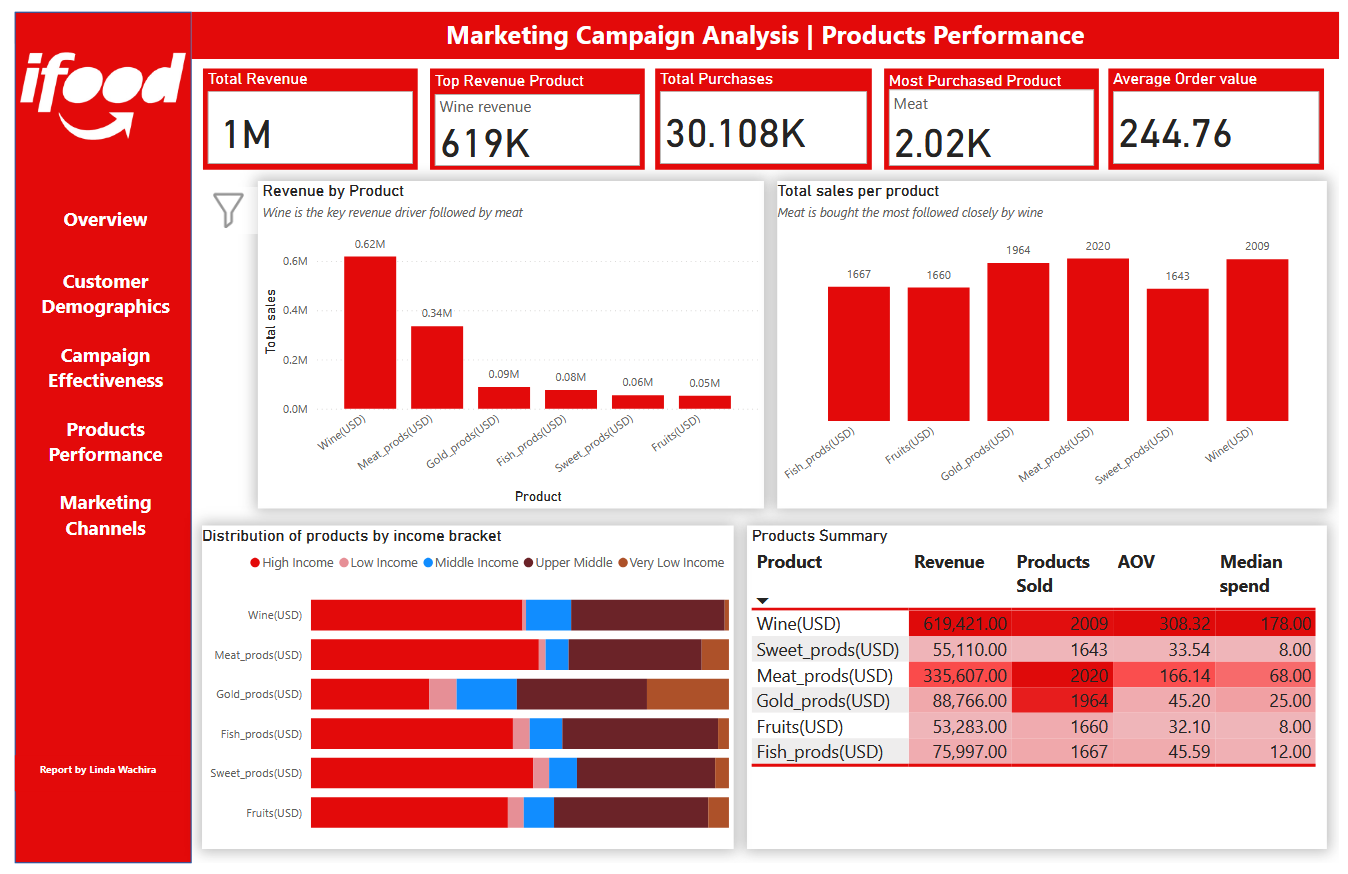 ifood
Overview
Customer
Demographics
Campaign
Effectiveness
Products
Performance
Marketing
Channels
Report by Linda Wachira
Marketing Campaign Analysis | Products Performance
Total Revenue
1M
Top Revenue Product
Wine revenue
619K
Total Purchases
30.108K
Most Purchased Product
Meat
2.02K
Average Order value
244.76
Revenue by Product
Wine is the key revenue driver followed by meat
Total sales
0.6M
0.4M
0.2M
0.0M
0.62M
0.34M
0.09M
0.08M
0.06M
0.05M
Wine(USD)
Meat_prods(USD)
Gold_prods(USD)
Fish_prods(USD)
Sweet_prods(USD)
Fruits(USD)
Product
Total sales per product
Meat is bought the most followed closely by wine
1667
1660
1964
2020
1643
2009
Fish_prods(USD)
Fruits(USD)
Gold_prods(USD)
Meat_prods(USD)
Sweet_prods(USD)
Wine(USD)
Distribution of products by income bracket
High Income Low Income Middle Income Upper Middle Very Low Income
Wine(USD)
Meat_prods(USD)
Gold_prods(USD)
Fish_prods(USD)
Sweet_prods(USD)
Fruits(USD)
Products Summary
Product Revenue Products Sold AOV Median spend
Wine(USD) 619,421.00 2009 308.32 178.00
Sweet_prods(USD) 55,110.00 1643 33.54 8.00
Meat_prods(USD) 335,607.00 2020 166.14 68.00
Gold_prods(USD) 88,766.00 1964 45.20 25.00
Fruits(USD) 53,283.00 1660 32.10 8.00
Fish_prods(USD) 75,997.00 1667 45.59 12.00